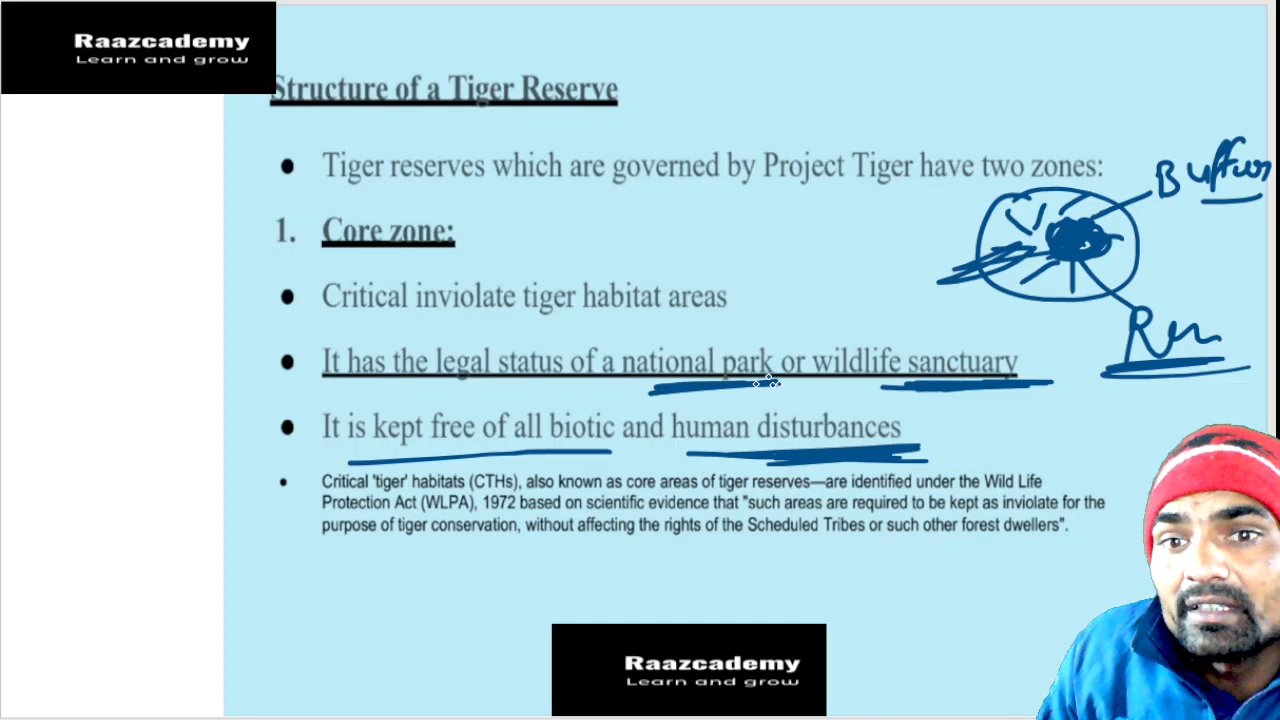 Raazcademy
Learn and grow
Structure of a Tiger Reserve
● Tiger reserves which are governed by Project Tiger have two zones:
1. Core zone:
● Critical inviolate tiger habitat areas
● It has the legal status of a national park or wildlife sanctuary
● It is kept free of all biotic and human disturbances
● Critical 'tiger' habitats (CTHs), also known as core areas of tiger reserves—are identified under the Wild Life
Protection Act (WLPA), 1972 based on scientific evidence that "such areas are required to be kept as inviolate for the
purpose of tiger conservation, without affecting the rights of the Scheduled Tribes or such other forest dwellers".
Raazcademy
Learn and grow